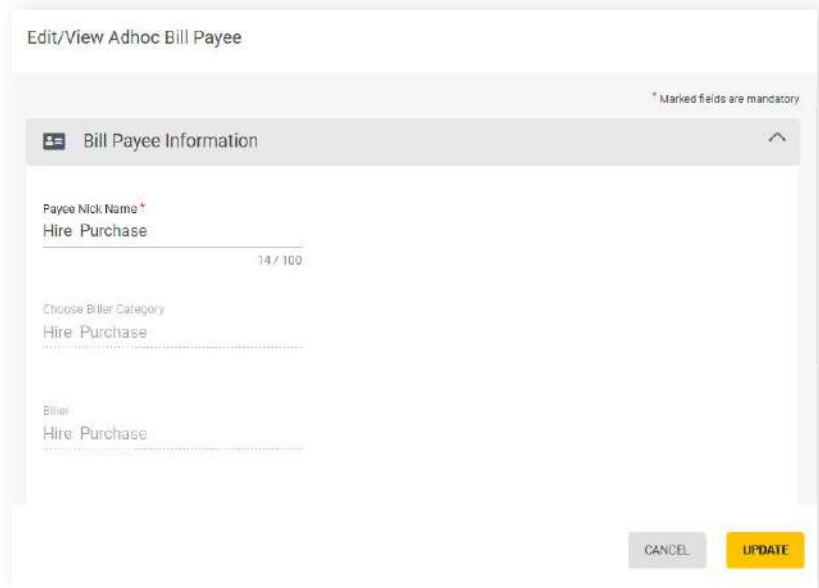 Edit/View Adhoc Bill Payee
* Marked fields are mandatory
Bill Payee Information
Payee Nick Name *
Hire Purchase
14 / 100
Choose Biller Category
Hire Purchase
Biller
Hire Purchase
CANCEL UPDATE